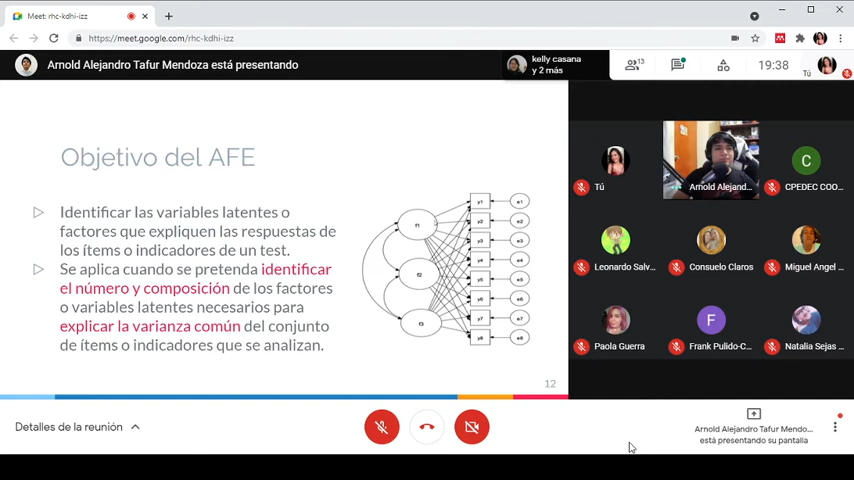 Meet: rhc-kdhi-izz
https://meet.google.com/rhc-kdhi-izz
Arnold Alejandro Tafur Mendoza está presentando
kelly casana
y 2 más
13
19:38
Tú
Objetivo del AFE
Identificar las variables latentes o
factores que expliquen las respuestas de
los ítems o indicadores de un test.
Se aplica cuando se pretenda identificar
el número y composición de los factores
o variables latentes necesarios para
explicar la varianza común del conjunto
de ítems o indicadores que se analizan.
f1
f2
f3
y1
y2
y3
y4
y5
y6
y7
y8
e1
e2
e3
e4
e5
e6
e7
e8
12
Tú
Arnold Alejand...
C
CPEDEC COO...
Leonardo Salv...
Consuelo Claros
Miguel Angel ...
Paola Guerra
F
Frank Pulido-C...
Natalia Sejas ...
Detalles de la reunión
Arnold Alejandro Tafur Mendo...
está presentando su pantalla